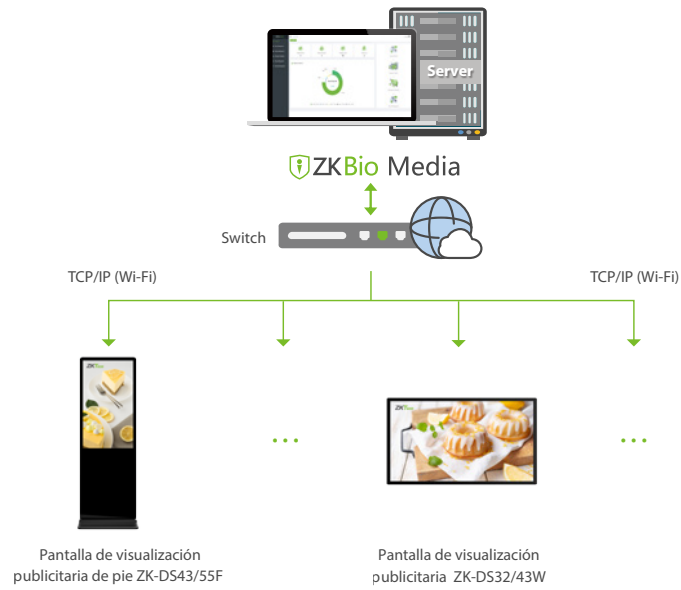 Server
ZKBio Media
Switch
TCP/IP (Wi-Fi)
TCP/IP (Wi-Fi)
ZKBio
ZKBio
...
...
Pantalla de visualización
publicitaria de pie ZK-DS43/55F
Pantalla de visualización
publicitaria ZK-DS32/43W